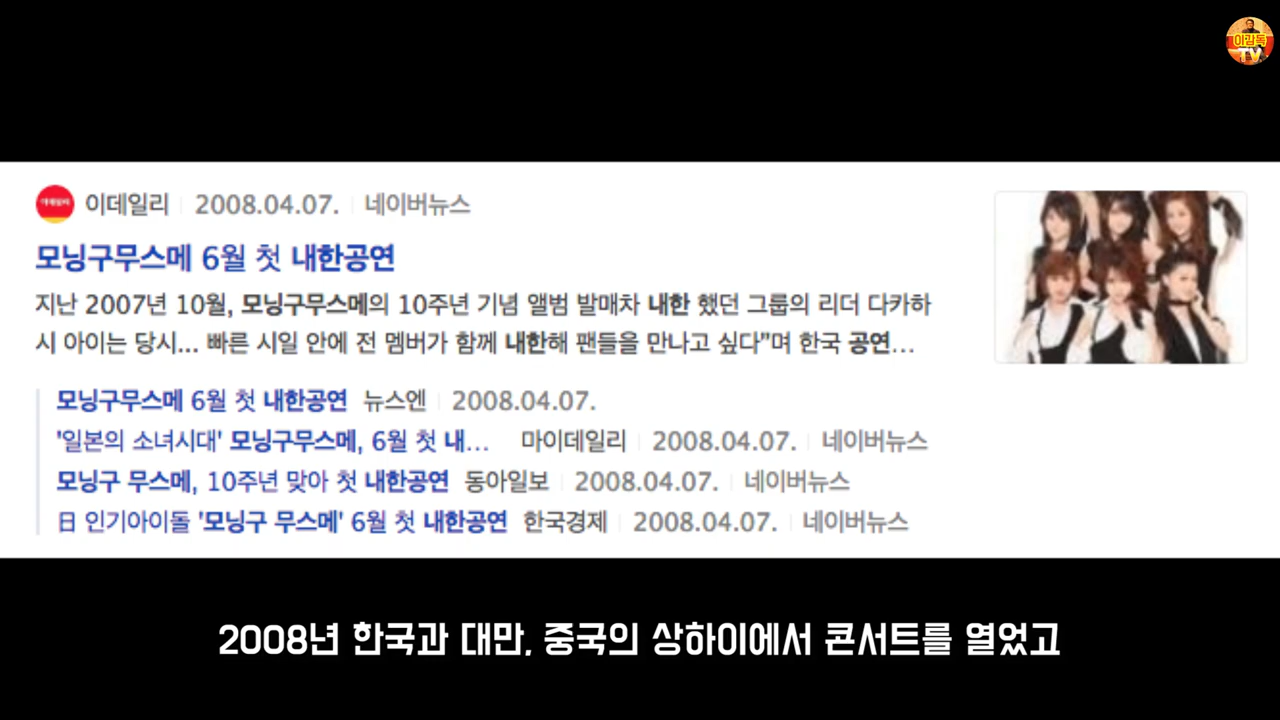 이감독
TV
이데일리
이데일리 2008.04.07. 네이버뉴스
모닝구무스메 6월 첫 내한공연
지난 2007년 10월, 모닝구무스메의 10주년 기념 앨범 발매차 내한 했던 그룹의 리더 다카하
시 아이는 당시... 빠른 시일 안에 전 멤버가 함께 내한해 팬들을 만나고 싶다”며 한국 공연...
모닝구무스메 6월 첫 내한공연 뉴스엔 2008.04.07.
'일본의 소녀시대' 모닝구무스메, 6월 첫 내... 마이데일리 2008.04.07. 네이버뉴스
모닝구 무스메, 10주년 맞아 첫 내한공연 동아일보 2008.04.07. 네이버뉴스
日 인기아이돌 '모닝구 무스메' 6월 첫 내한공연 한국경제 2008.04.07. 네이버뉴스
2008년 한국과 대만, 중국의 상하이에서 콘서트를 열었고